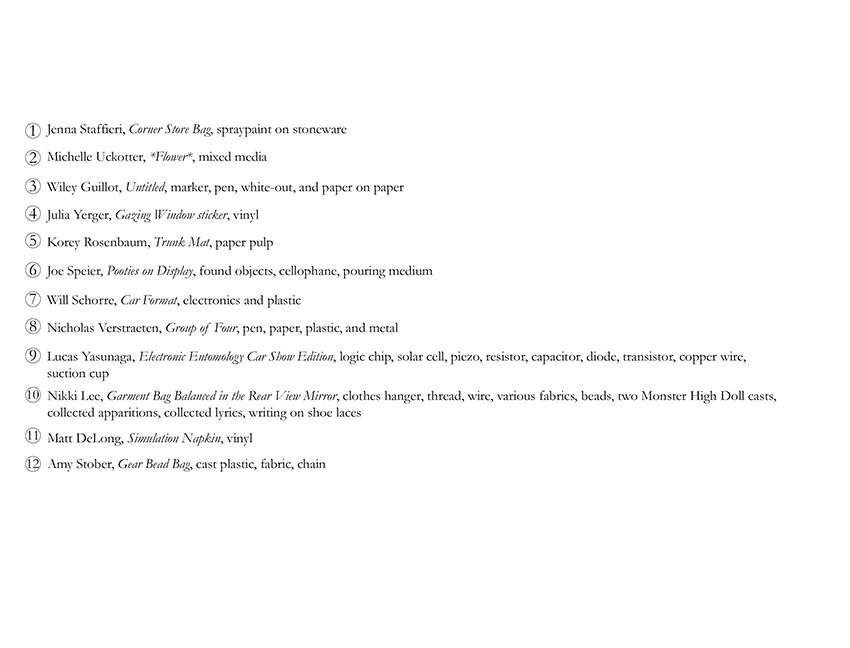 ① Jenna Staffieri, Corner Store Bag, spraypaint on stoneware
② Michelle Uckotter, *Flower*, mixed media
③ Wiley Guillot, Untitled, marker, pen, white-out, and paper on paper
④ Julia Yerger, Gazing Window sticker, vinyl
⑤ Korey Rosenbaum, Trunk Mat, paper pulp
⑥ Joe Speier, Pooties on Display, found objects, cellophane, pouring medium
⑦ Will Schorre, Car Format, electronics and plastic
⑧ Nicholas Verstraeten, Group of Four, pen, paper, plastic, and metal
⑨ Lucas Yasunaga, Electronic Entomology Car Show Edition, logic chip, solar cell, piezo, resistor, capacitor, diode, transistor, copper wire,
suction cup
⑩ Nikki Lee, Garment Bag Balanced in the Rear View Mirror, clothes hanger, thread, wire, various fabrics, beads, two Monster High Doll casts,
collected apparitions, collected lyrics, writing on shoe laces
⑪ Matt DeLong, Simulation Napkin, vinyl
⑫ Amy Stober, Gear Bead Bag, cast plastic, fabric, chain